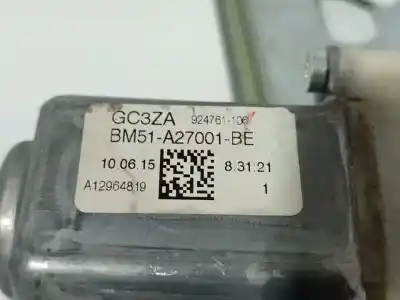 GC3ZA 924761-106
BM51-A27001-BE
10 06.15 8.31:21
A12964819 1